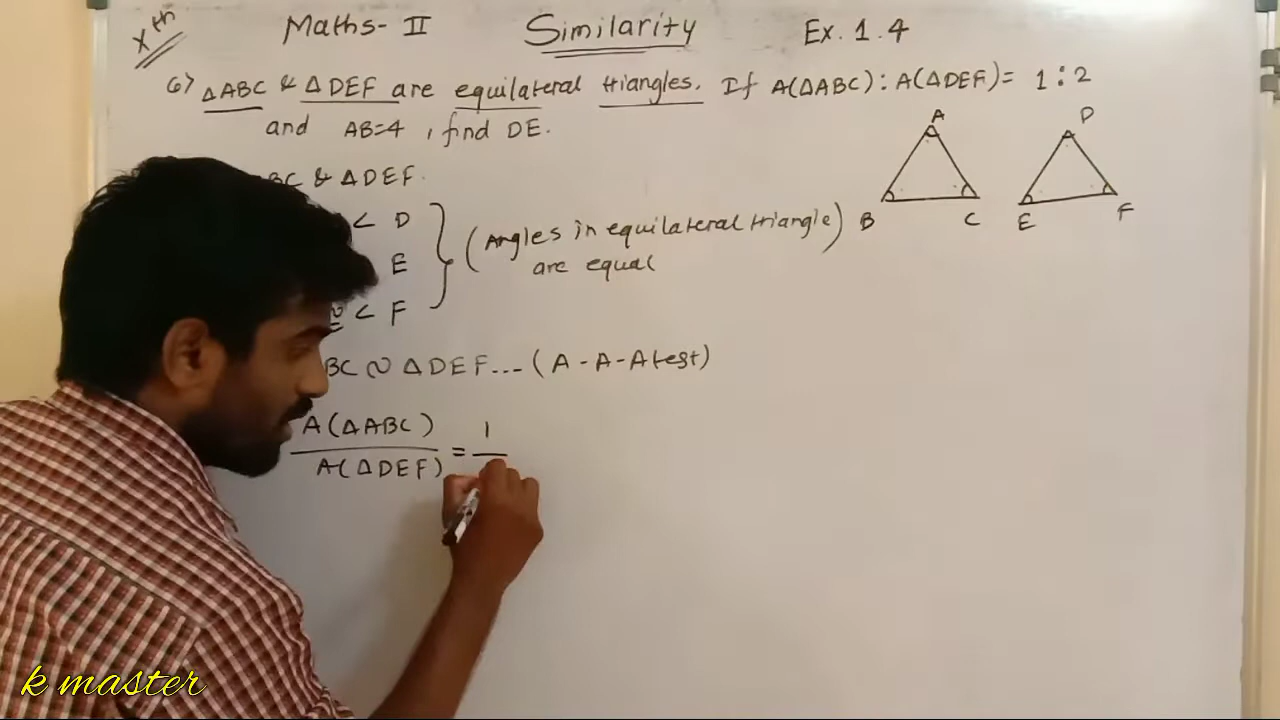 Xth Maths-II Similarity Ex. 1.4
6) ΔABC & ΔDEF are equilateral triangles. If A(ΔABC) : A(ΔDEF) = 1 : 2
and AB=4 , find DE.
A D
B C E F
BC & ΔDEF.
< D
E
≅ < F
(Angles in equilateral triangle)
are equal
BC ~ ΔDEF... (A-A-A test)
A(ΔABC) = 1
A(ΔDEF)
k master